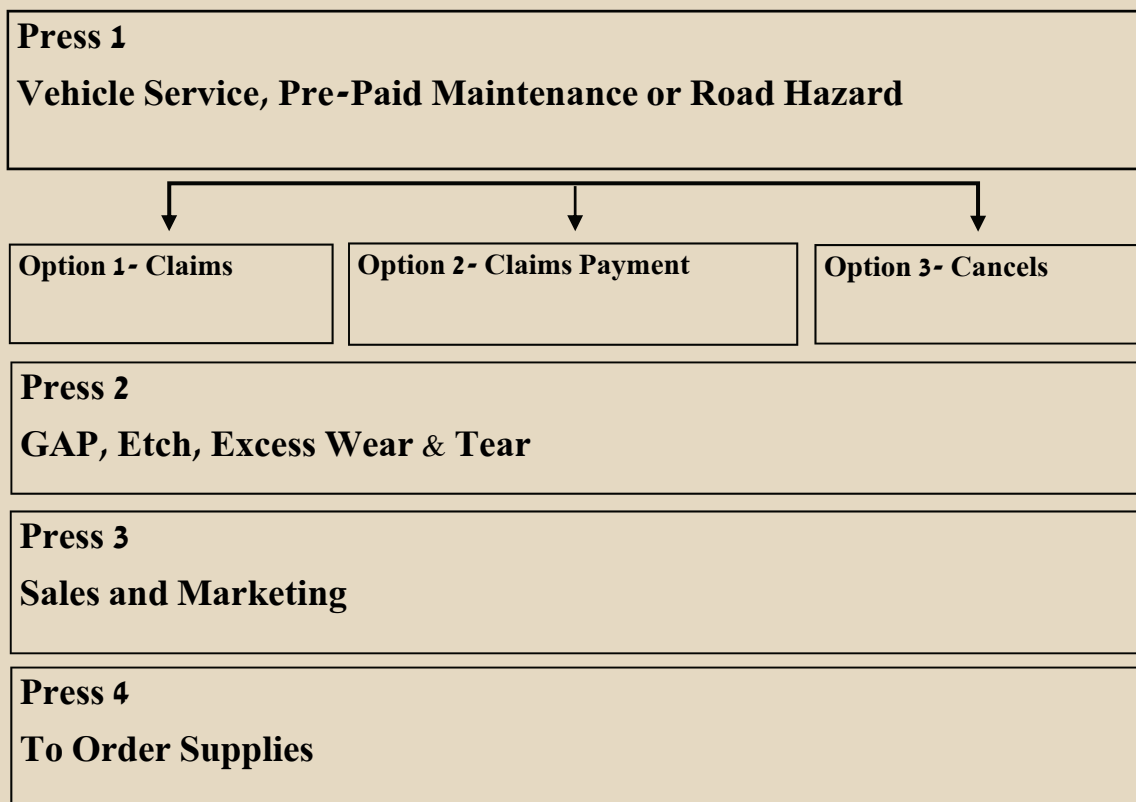 Press 1
Vehicle Service, Pre-Paid Maintenance or Road Hazard
Option 1- Claims
Option 2- Claims Payment
Option 3- Cancels
Press 2
GAP, Etch, Excess Wear & Tear
Press 3
Sales and Marketing
Press 4
To Order Supplies